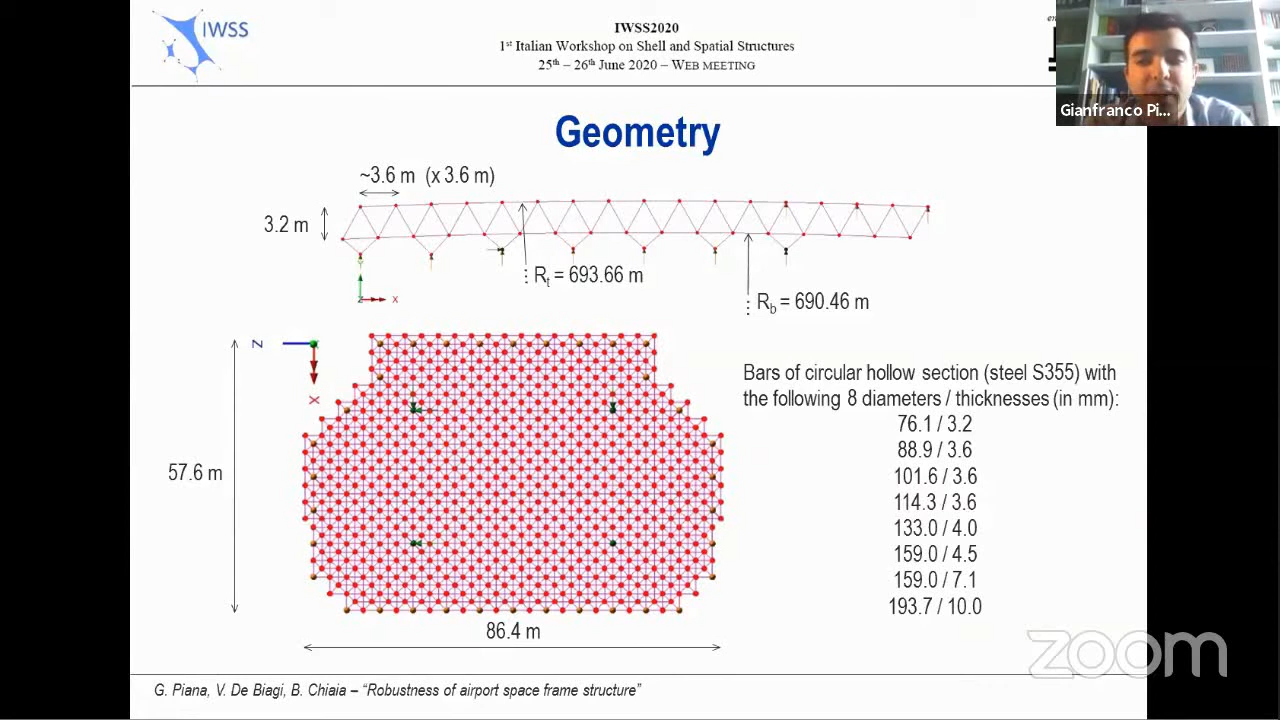 IWSS
IWSS2020
1st Italian Workshop on Shell and Spatial Structures
25th – 26th June 2020 – WEB MEETING
Gianfranco Pi...
Geometry
~3.6 m (x 3.6 m)
3.2 m
Rt = 693.66 m
Rb = 690.46 m
Y
Z
X
Z
X
57.6 m
86.4 m
Bars of circular hollow section (steel S355) with
the following 8 diameters / thicknesses (in mm):
76.1 / 3.2
88.9 / 3.6
101.6 / 3.6
114.3 / 3.6
133.0 / 4.0
159.0 / 4.5
159.0 / 7.1
193.7 / 10.0
zoom
G. Piana, V. De Biagi, B. Chiaia – “Robustness of airport space frame structure”